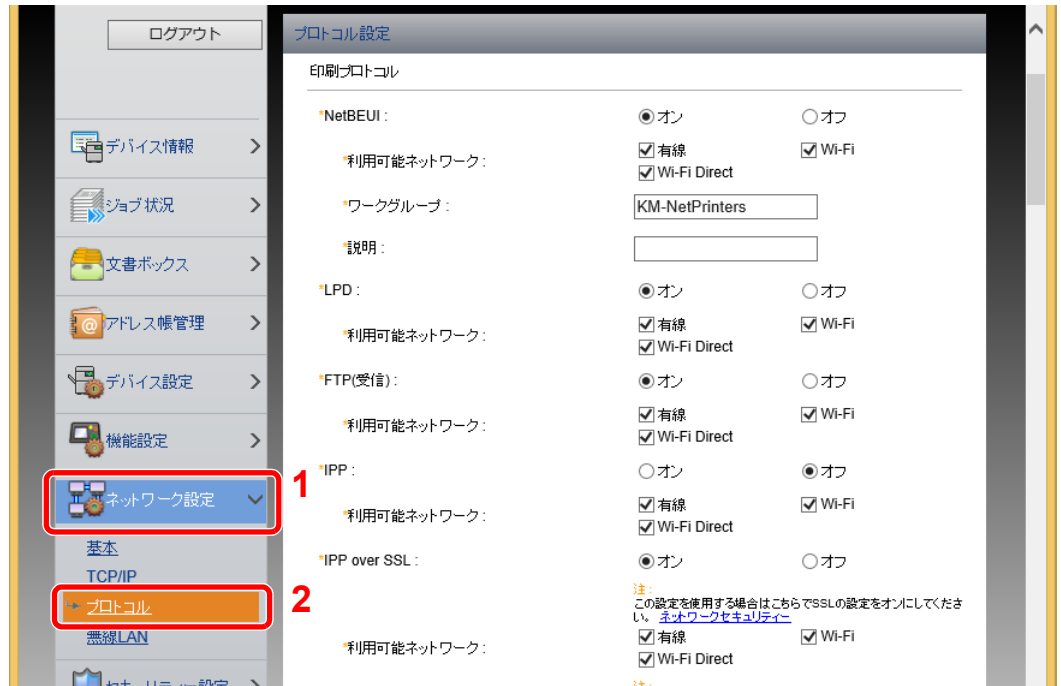 ログアウト
デバイス情報
ジョブ状況
文書ボックス
アドレス帳管理
デバイス設定
機能設定
ネットワーク設定
1
基本
TCP/IP
プロトコル
2
無線LAN
セキュリティー設定
プロトコル設定
印刷プロトコル
*NetBEUI : オン オフ
*利用可能ネットワーク : 有線 Wi-Fi
Wi-Fi Direct
*ワークグループ : KM-NetPrinters
*説明 :
*LPD : オン オフ
*利用可能ネットワーク : 有線 Wi-Fi
Wi-Fi Direct
*FTP(受信) : オン オフ
*利用可能ネットワーク : 有線 Wi-Fi
Wi-Fi Direct
*IPP : オン オフ
*利用可能ネットワーク : 有線 Wi-Fi
Wi-Fi Direct
*IPP over SSL : オン オフ
注 :
この設定を使用する場合はこちらでSSLの設定をオンにしてくださ
い。 ネットワークセキュリティー
*利用可能ネットワーク : 有線 Wi-Fi
Wi-Fi Direct
注 :